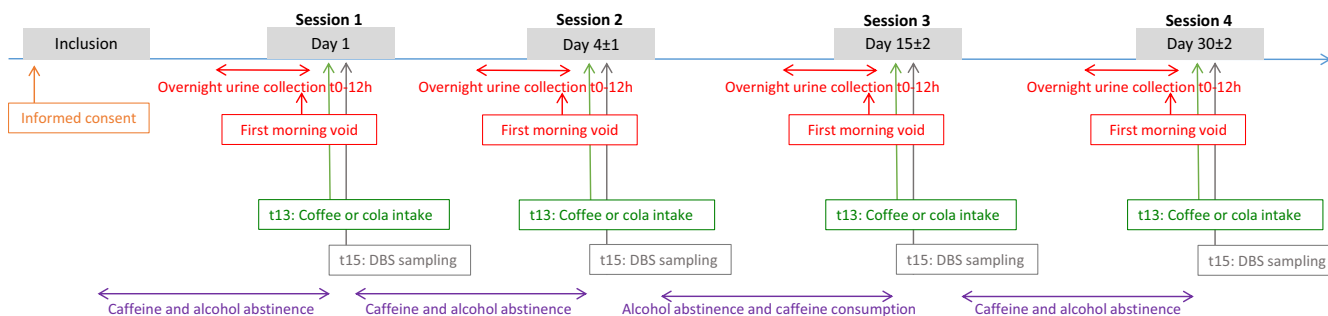 Session 1
Session 2
Session 3
Session 4
Inclusion
Day 1
Day 4±1
Day 15±2
Day 30±2
Overnight urine collection t0-12h
Overnight urine collection t0-12h
Overnight urine collection t0-12h
Overnight urine collection t0-12h
Informed consent
First morning void
First morning void
First morning void
First morning void
t13: Coffee or cola intake
t13: Coffee or cola intake
t13: Coffee or cola intake
t13: Coffee or cola intake
t15: DBS sampling
t15: DBS sampling
t15: DBS sampling
t15: DBS sampling
Caffeine and alcohol abstinence
Caffeine and alcohol abstinence
Alcohol abstinence and caffeine consumption
Caffeine and alcohol abstinence